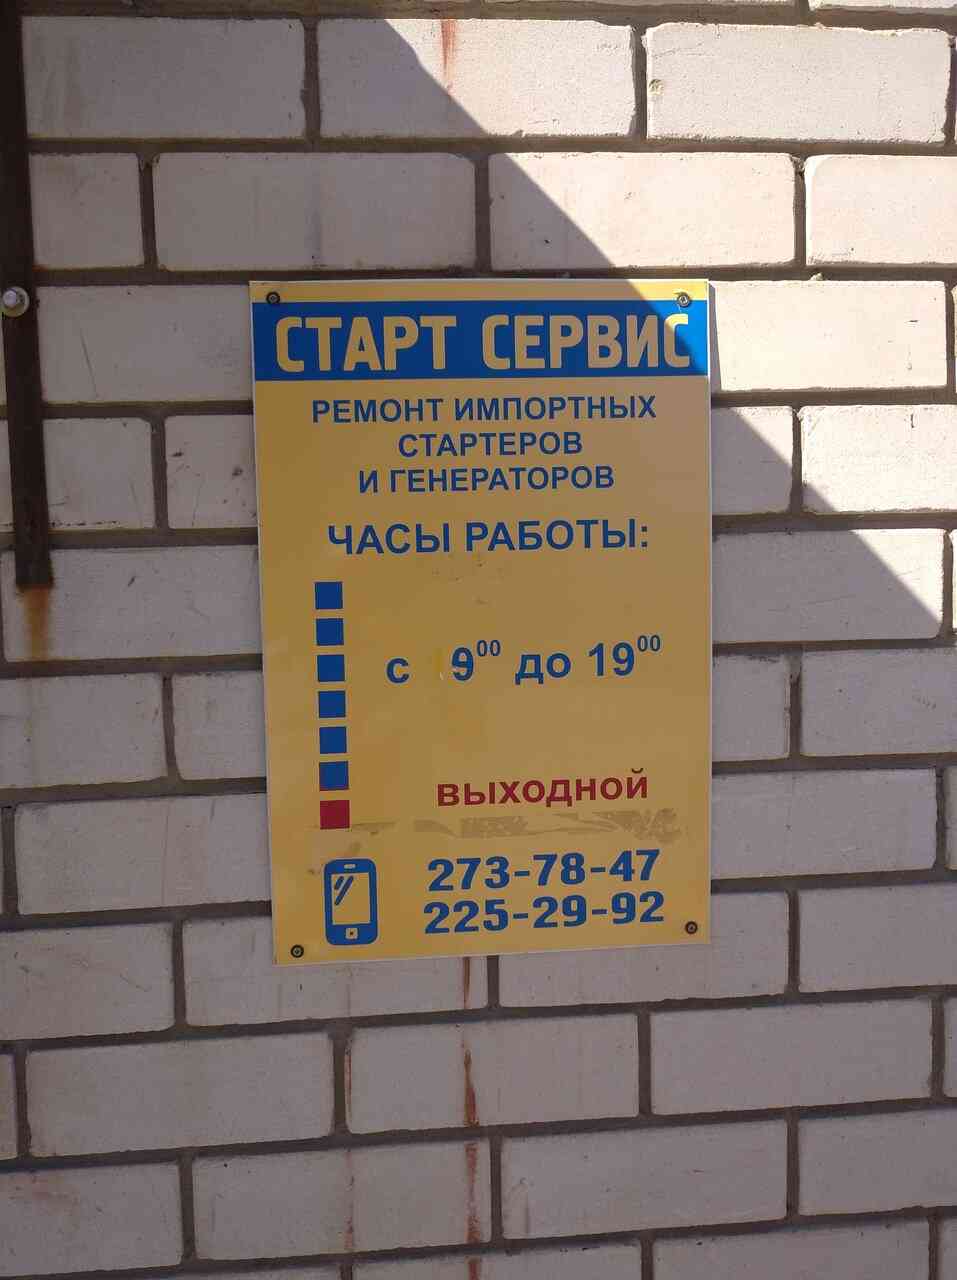 СТАРТ СЕРВИС
РЕМОНТ ИМПОРТНЫХ
СТАРТЕРОВ
И ГЕНЕРАТОРОВ
ЧАСЫ РАБОТЫ:
с 9⁰⁰ до 19⁰⁰
ВЫХОДНОЙ
273-78-47
225-29-92